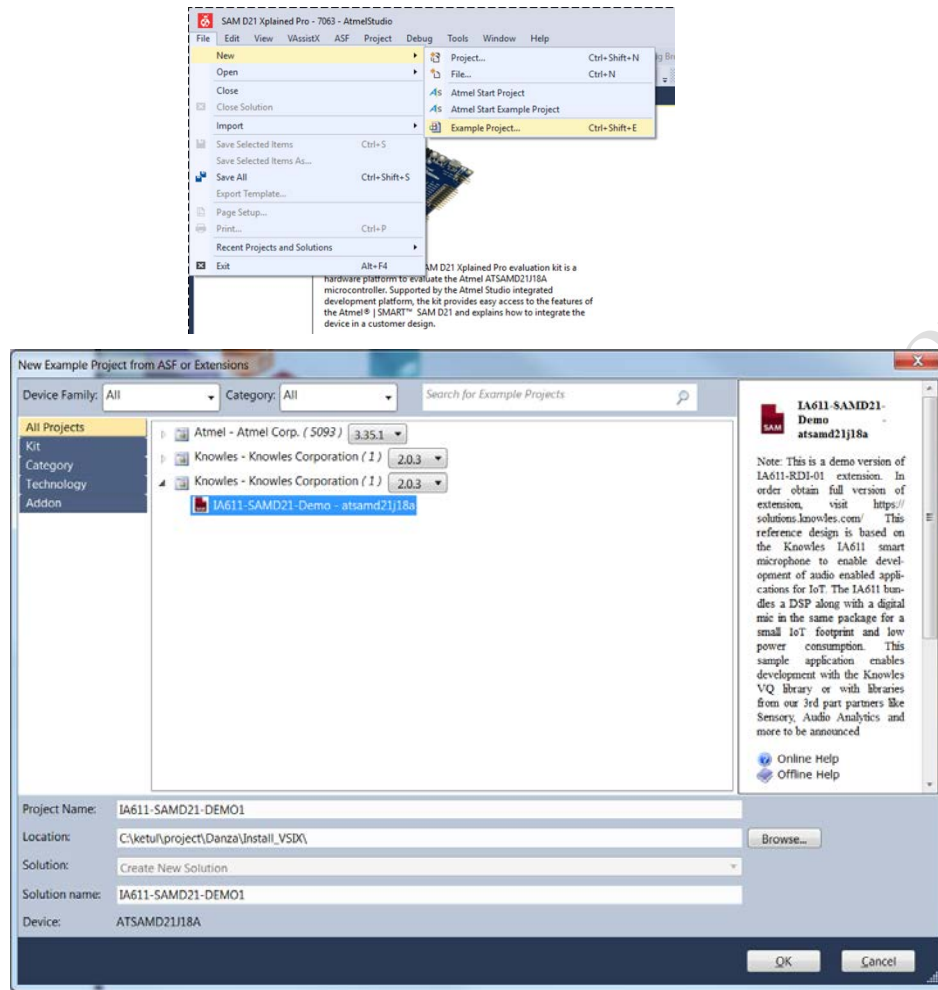 SAM D21 Xplained Pro - 7063 - AtmelStudio
File Edit View VAssistX ASF Project Debug Tools Window Help
New
Open
Close
Close Solution
Import
Save Selected Items Ctrl+S
Save Selected Items As...
Save All Ctrl+Shift+S
Export Template...
Page Setup...
Print... Ctrl+P
Recent Projects and Solutions
Exit Alt+F4
Project... Ctrl+Shift+N
File... Ctrl+N
Atmel Start Project
Atmel Start Example Project
Example Project... Ctrl+Shift+E
AM D21 Xplained Pro evaluation kit is a
hardware platform to evaluate the Atmel ATSAMD21J18A
microcontroller. Supported by the Atmel Studio integrated
development platform, the kit provides easy access to the features of
the Atmel® | SMART™ SAM D21 and explains how to integrate the
device in a customer design.
New Example Project from ASF or Extensions
Device Family: All Category: All Search for Example Projects
All Projects
Kit
Category
Technology
Addon
Atmel - Atmel Corp. (5093) 3.35.1
Knowles - Knowles Corporation (1) 2.0.3
Knowles - Knowles Corporation (1) 2.0.3
IA611-SAMD21-Demo - atsamd21j18a
SAM
IA611-SAMD21-
Demo -
atsamd21j18a
Note: This is a demo version of
IA611-RDI-01 extension. In
order obtain full version of
extension, visit https://
solutions.knowles.com/ This
reference design is based on
the Knowles IA611 smart
microphone to enable devel-
opment of audio enabled appli-
cations for IoT. The IA611 bun-
dles a DSP along with a digital
mic in the same package for a
small IoT footprint and low
power consumption. This
sample application enables
development with the Knowles
VQ library or with libraries
from our 3rd part partners like
Sensory, Audio Analytics and
more to be announced
Online Help
Offline Help
Project Name: IA611-SAMD21-DEMO1
Location: C:\ketul\project\Danza\Install_VSIX\ Browse...
Solution: Create New Solution
Solution name: IA611-SAMD21-DEMO1
Device: ATSAMD21J18A
OK Cancel